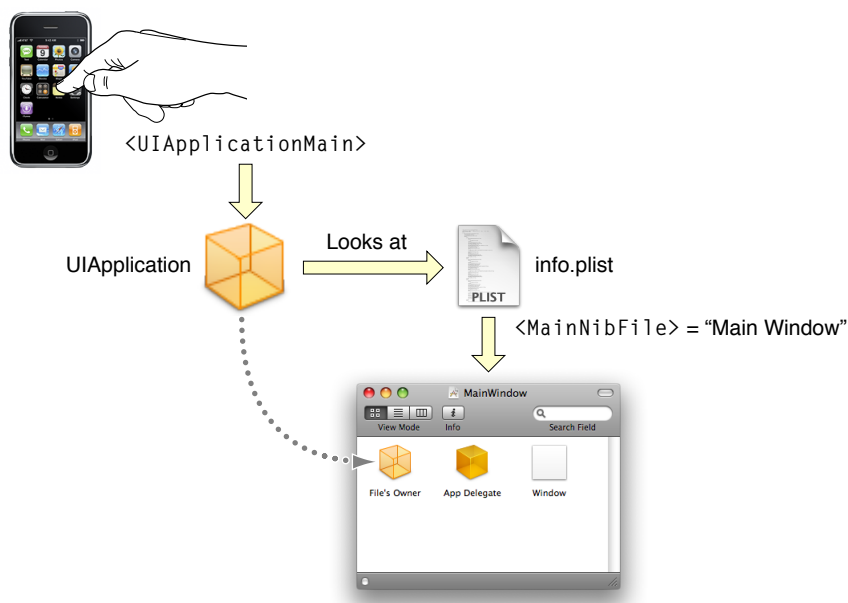 <UIApplicationMain>
UIApplication
Looks at
PLIST
info.plist
<MainNibFile> = “Main Window”
MainWindow
View Mode
Info
Search Field
File's Owner
App Delegate
Window